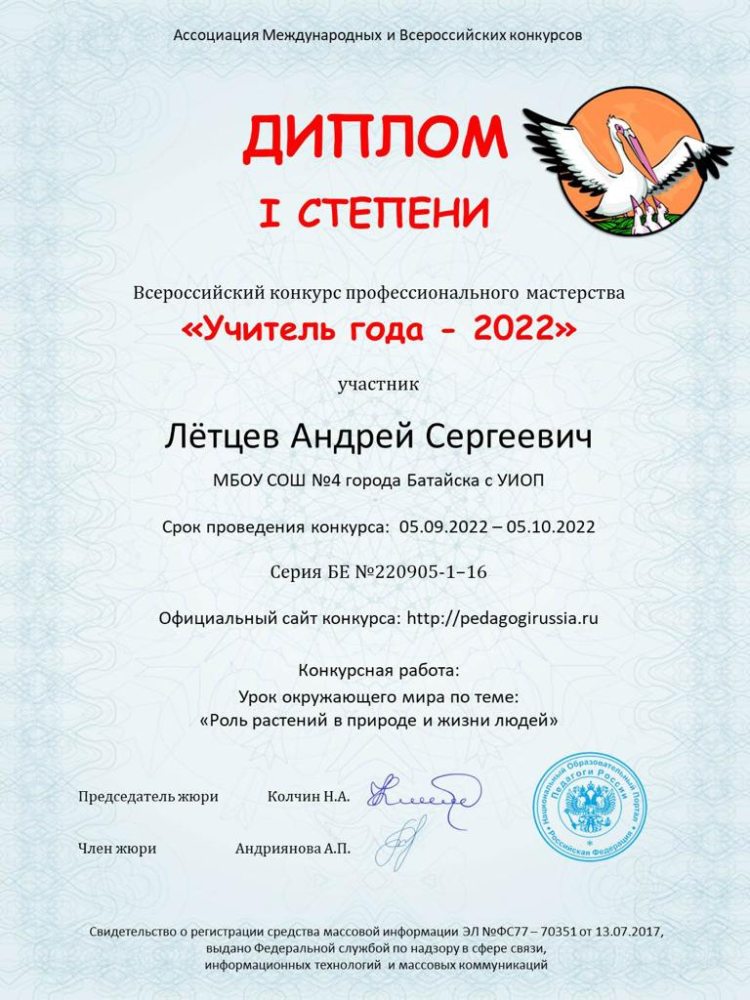 Ассоциация Международных и Всероссийских конкурсов
ДИПЛОМ
I СТЕПЕНИ
Всероссийский конкурс профессионального мастерства
«Учитель года - 2022»
участник
Лётцев Андрей Сергеевич
МБОУ СОШ №4 города Батайска с УИОП
Срок проведения конкурса: 05.09.2022 – 05.10.2022
Серия БЕ №220905-1–16
Официальный сайт конкурса: http://pedagogirussia.ru
Конкурсная работа:
Урок окружающего мира по теме:
«Роль растений в природе и жизни людей»
Национальный Образовательный Портал
Педагоги России
Российская Федерация
Председатель жюри Колчин Н.А.
Член жюри Андриянова А.П.
Свидетельство о регистрации средства массовой информации ЭЛ №ФС77 – 70351 от 13.07.2017,
выдано Федеральной службой по надзору в сфере связи,
информационных технологий и массовых коммуникаций